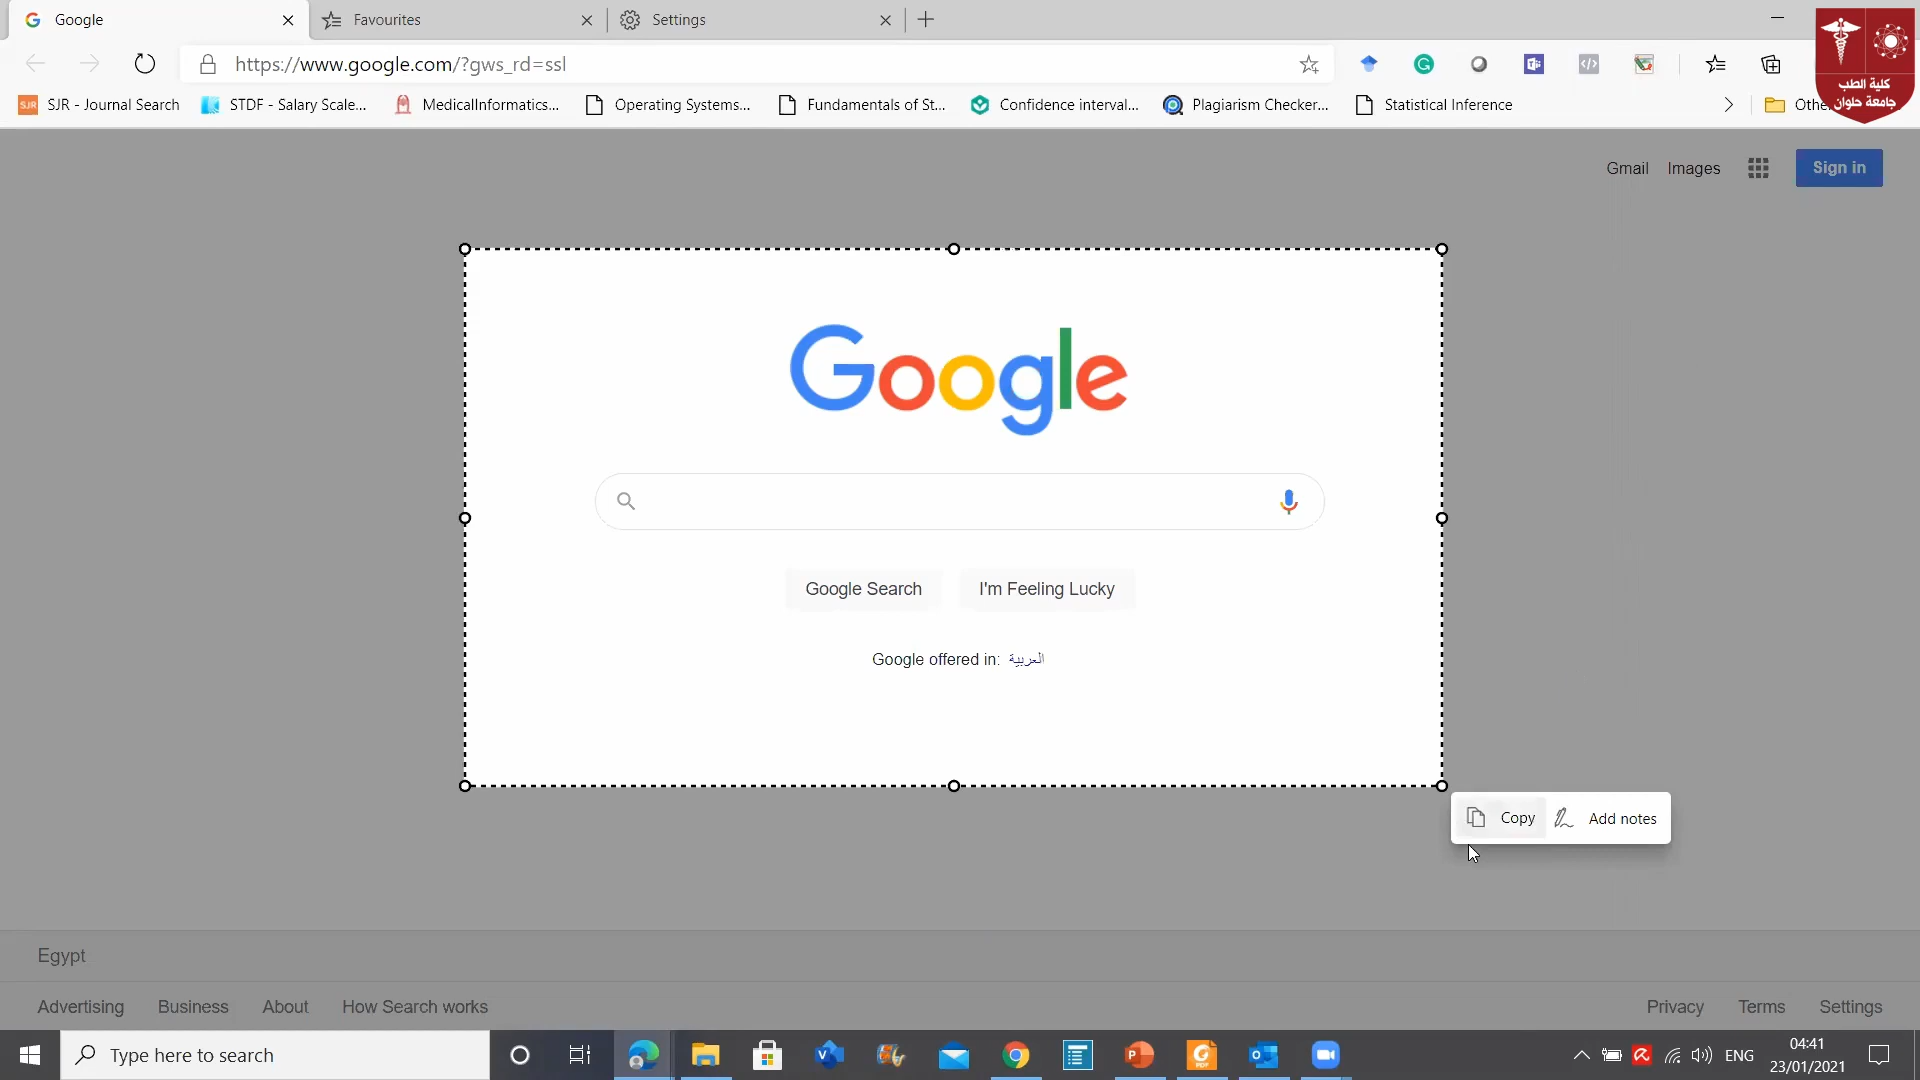 Google
Favourites
Settings
https://www.google.com/?gws_rd=ssl
SJR
SJR - Journal Search
STDF - Salary Scale...
MedicalInformatics...
Operating Systems...
Fundamentals of St...
Confidence interval...
Plagiarism Checker...
Statistical Inference
Othe
كلية الطب
جامعة حلوان
Gmail
Images
Sign in
Google
Google Search
I'm Feeling Lucky
Google offered in: العربية
Copy
Add notes
Egypt
Advertising
Business
About
How Search works
Privacy
Terms
Settings
Type here to search
ENG
04:41
23/01/2021